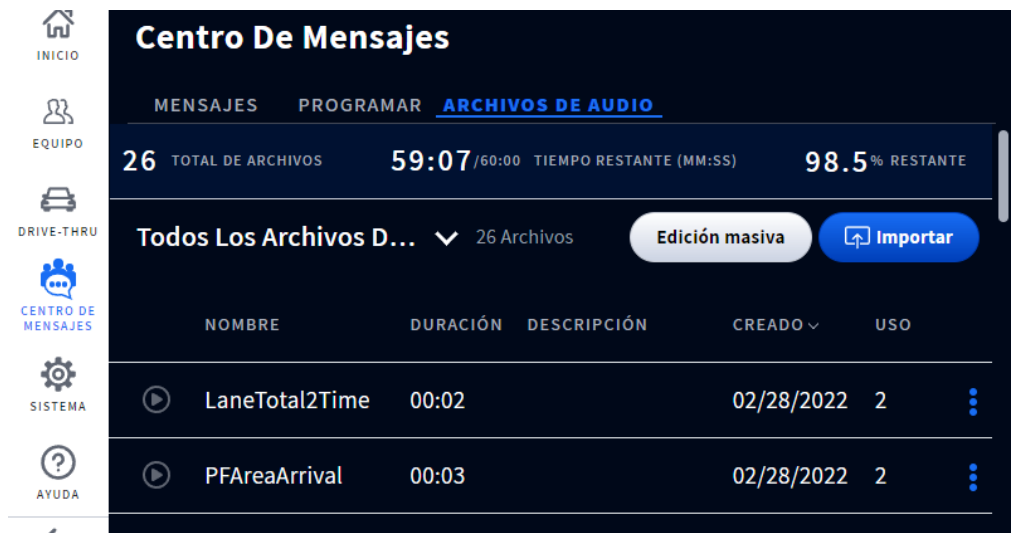 INICIO
EQUIPO
DRIVE-THRU
CENTRO DE
MENSAJES
SISTEMA
AYUDA
Centro De Mensajes
MENSAJES PROGRAMAR ARCHIVOS DE AUDIO
26 TOTAL DE ARCHIVOS 59:07/60:00 TIEMPO RESTANTE (MM:SS) 98.5% RESTANTE
Todos Los Archivos D... 26 Archivos Edición masiva Importar
NOMBRE DURACIÓN DESCRIPCIÓN CREADO USO
LaneTotal2Time 00:02 02/28/2022 2
PFAreaArrival 00:03 02/28/2022 2